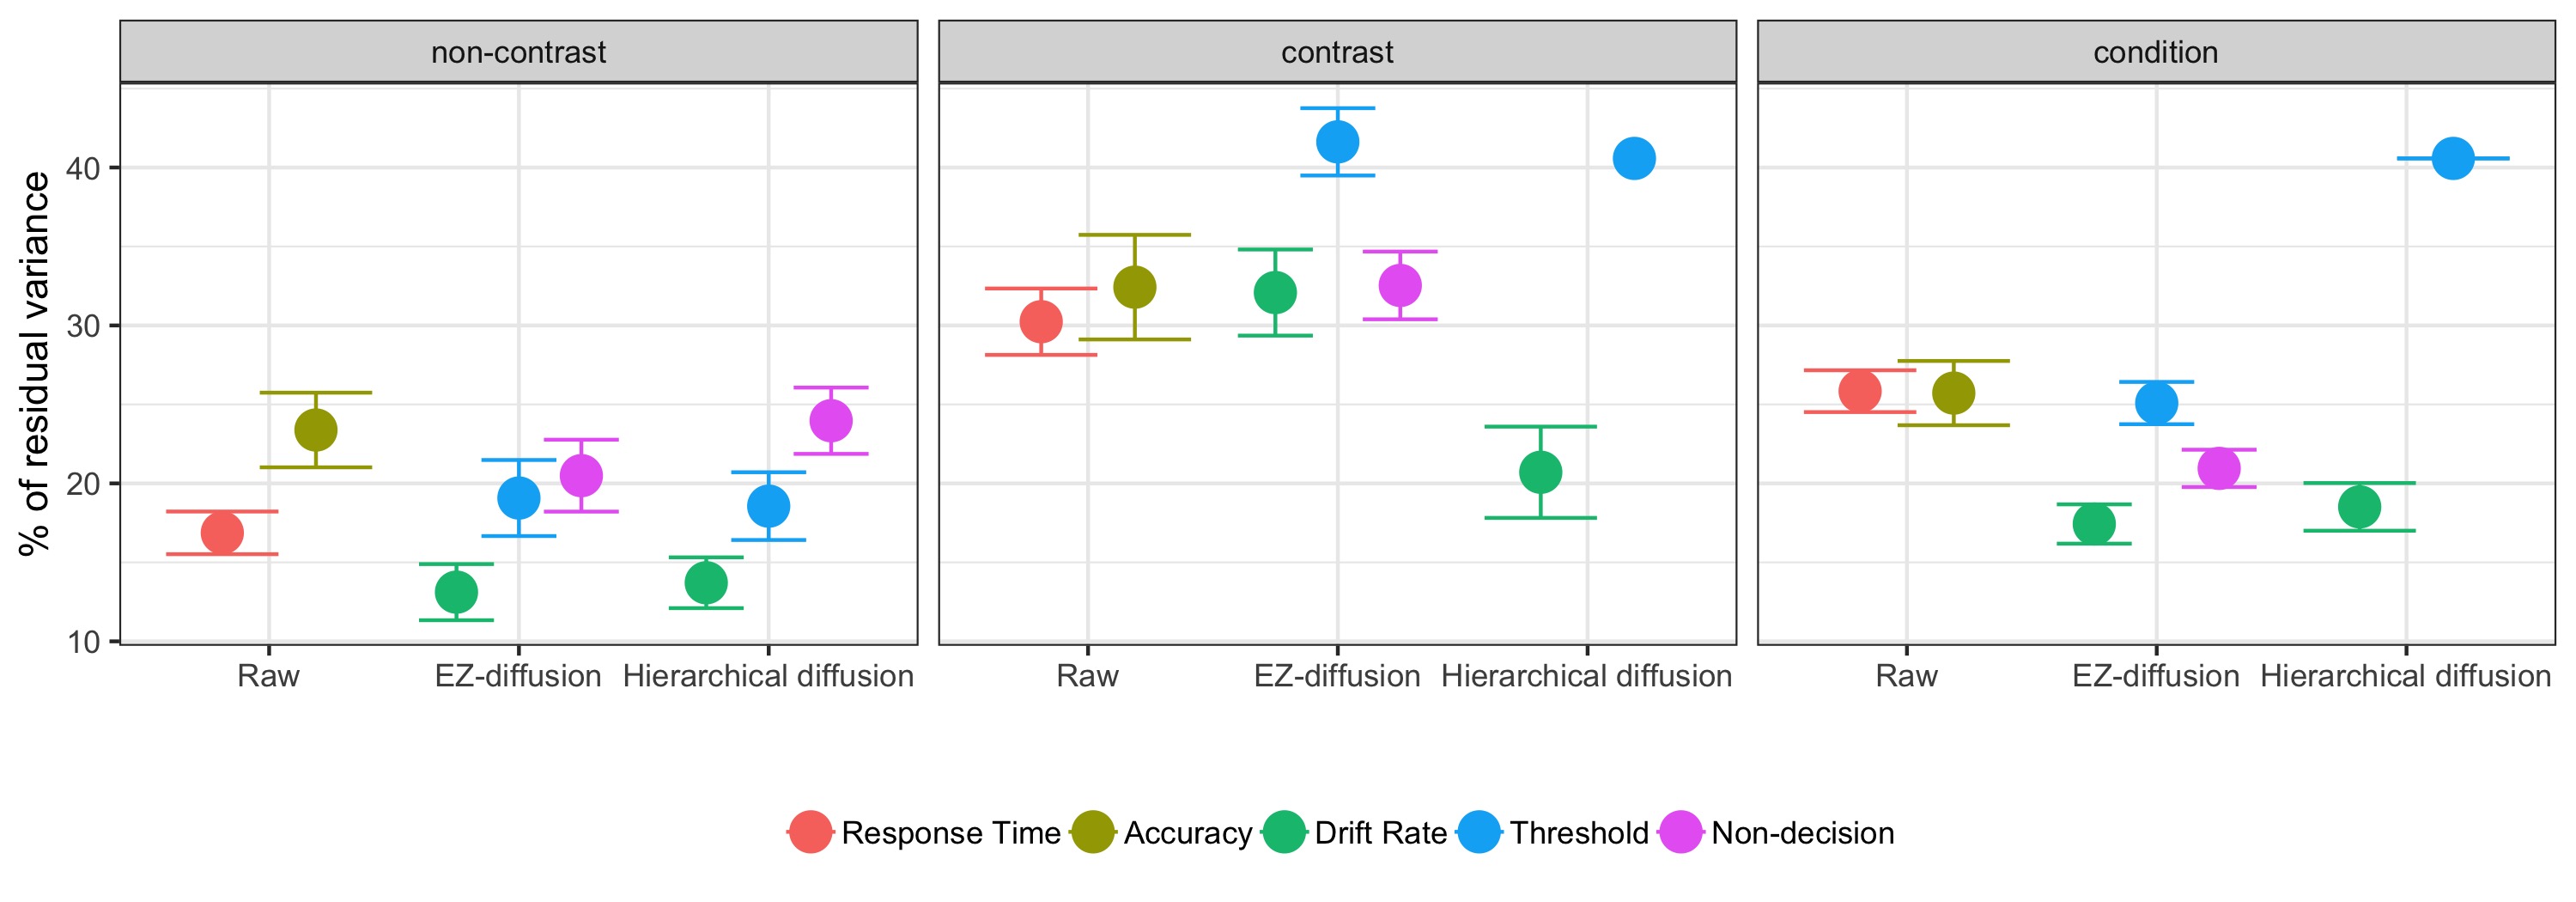 non-contrast contrast condition
% of residual variance
40
30
20
10
Raw EZ-diffusion Hierarchical diffusion Raw EZ-diffusion Hierarchical diffusion Raw EZ-diffusion Hierarchical diffusion
Response Time Accuracy Drift Rate Threshold Non-decision